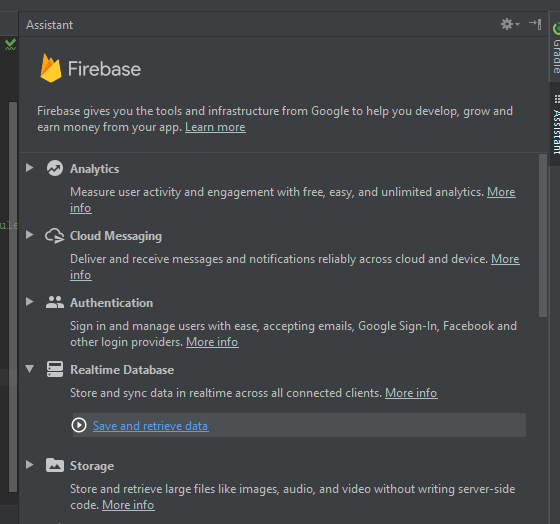 Assistant
Firebase
Firebase gives you the tools and infrastructure from Google to help you develop, grow and
earn money from your app. Learn more
Analytics
Measure user activity and engagement with free, easy, and unlimited analytics. More
info
Cloud Messaging
Deliver and receive messages and notifications reliably across cloud and device. More
info
Authentication
Sign in and manage users with ease, accepting emails, Google Sign-In, Facebook and
other login providers. More info
Realtime Database
Store and sync data in realtime across all connected clients. More info
Save and retrieve data
Storage
Store and retrieve large files like images, audio, and video without writing server-side
code. More info
ule
Gradle
Assistant